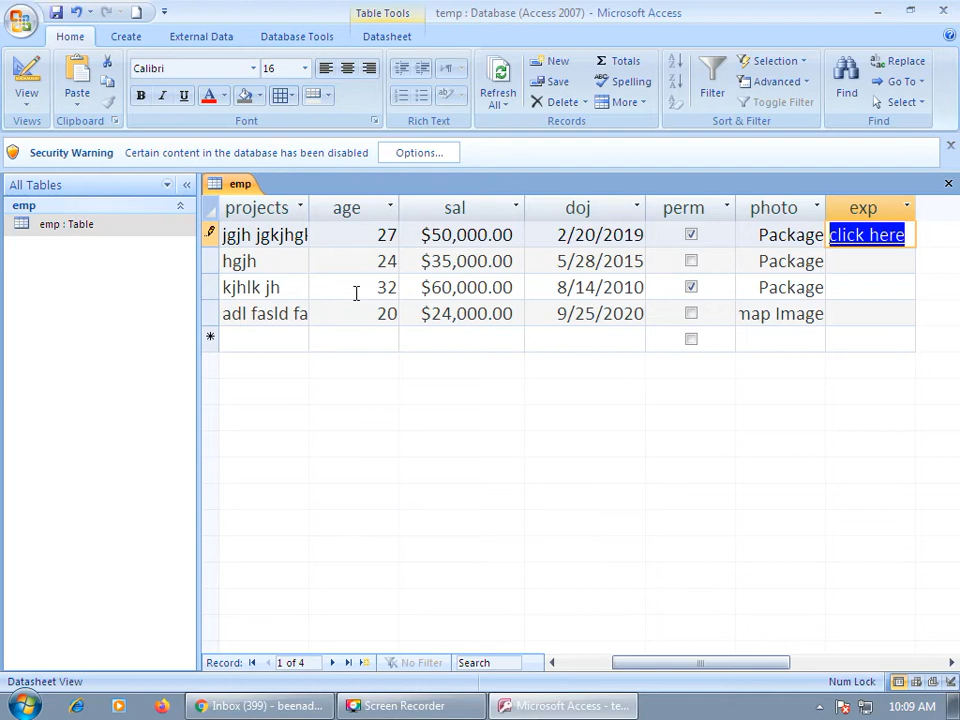 Table Tools
temp : Database (Access 2007) - Microsoft Access
Home
Create
External Data
Database Tools
Datasheet
View
Paste
Calibri
16
B I U A
Refresh
All
New
Save
Delete
Totals
Spelling
More
Filter
Selection
Advanced
Toggle Filter
Find
Replace
Go To
Select
Views
Clipboard
Font
Rich Text
Records
Sort & Filter
Find
Security Warning Certain content in the database has been disabled Options...
All Tables
emp
emp : Table
emp
projects age sal doj perm photo exp
jgjh jgkjhgl 27 $50,000.00 2/20/2019 Package click here
hgjh 24 $35,000.00 5/28/2015 Package
kjhlk jh 32 $60,000.00 8/14/2010 Package
adl fasld fa 20 $24,000.00 9/25/2020 map Image
Record: 1 of 4 No Filter Search
Datasheet View
Num Lock
Inbox (399) - beenad...
Screen Recorder
Microsoft Access - te...
10:09 AM